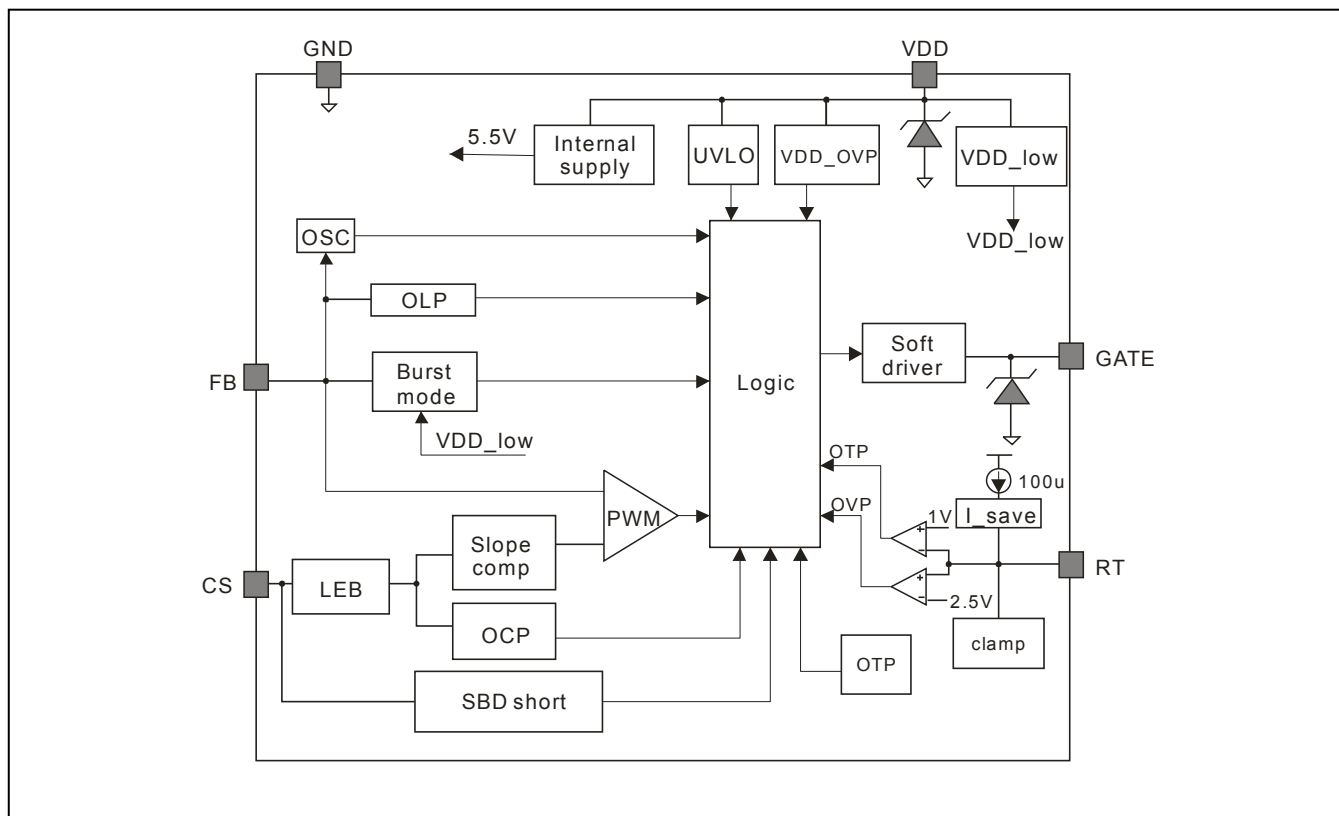 GND
VDD
5.5V
Internal
supply
UVLO
VDD_OVP
VDD_low
VDD_low
OSC
OLP
FB
Burst
mode
VDD_low
Logic
Soft
driver
GATE
OTP
OVP
100u
I_save
1V
+
-
+
-
2.5V
RT
clamp
PWM
CS
LEB
Slope
comp
OCP
OTP
SBD short